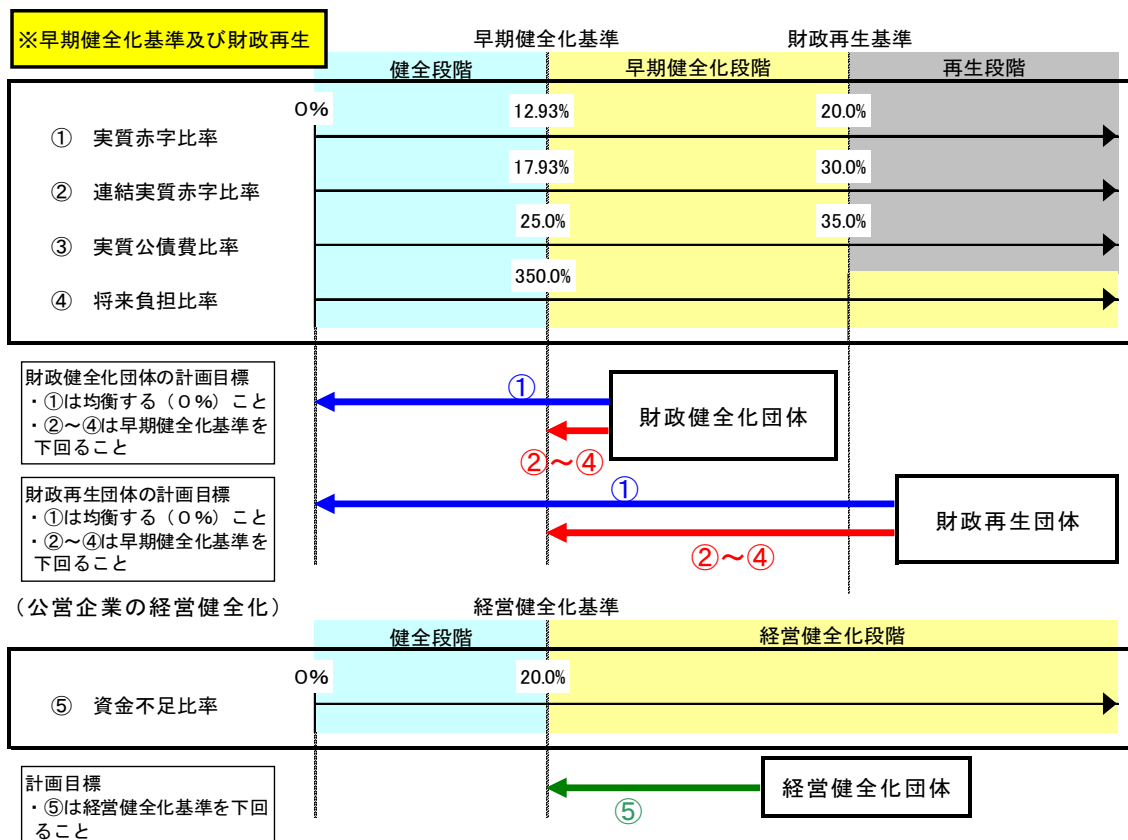 ※早期健全化基準及び財政再生
早期健全化基準
財政再生基準
健全段階
早期健全化段階
再生段階
0%
12.93%
20.0%
① 実質赤字比率
17.93%
30.0%
② 連結実質赤字比率
25.0%
35.0%
③ 実質公債費比率
350.0%
④ 将来負担比率
財政健全化団体の計画目標
・①は均衡する（０％）こと
・②～④は早期健全化基準を
下回ること
①
②～④
財政健全化団体
財政再生団体の計画目標
・①は均衡する（０％）こと
・②～④は早期健全化基準を
下回ること
①
②～④
財政再生団体
（公営企業の経営健全化）
経営健全化基準
健全段階
経営健全化段階
0%
20.0%
⑤ 資金不足比率
計画目標
・⑤は経営健全化基準を下回
ること
⑤
経営健全化団体